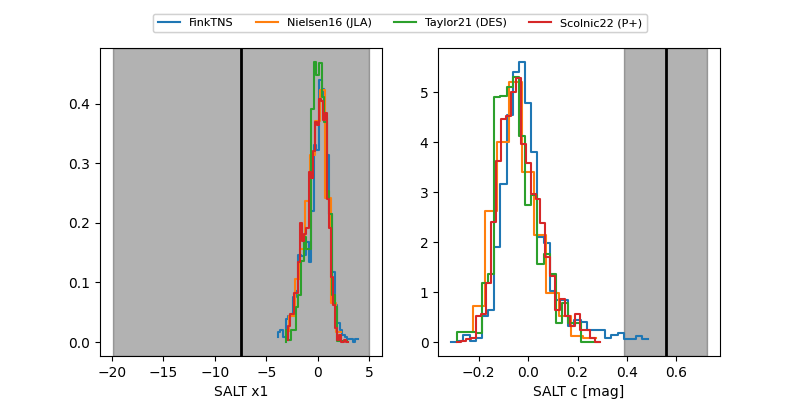 FinkTNS Nielsen16 (JLA) Taylor21 (DES) Scolnic22 (P+)
0.4
0.3
0.2
0.1
0.0
−20 −15 −10 −5 0 5
SALT x1
5
4
3
2
1
0
−0.2 0.0 0.2 0.4 0.6
SALT c [mag]